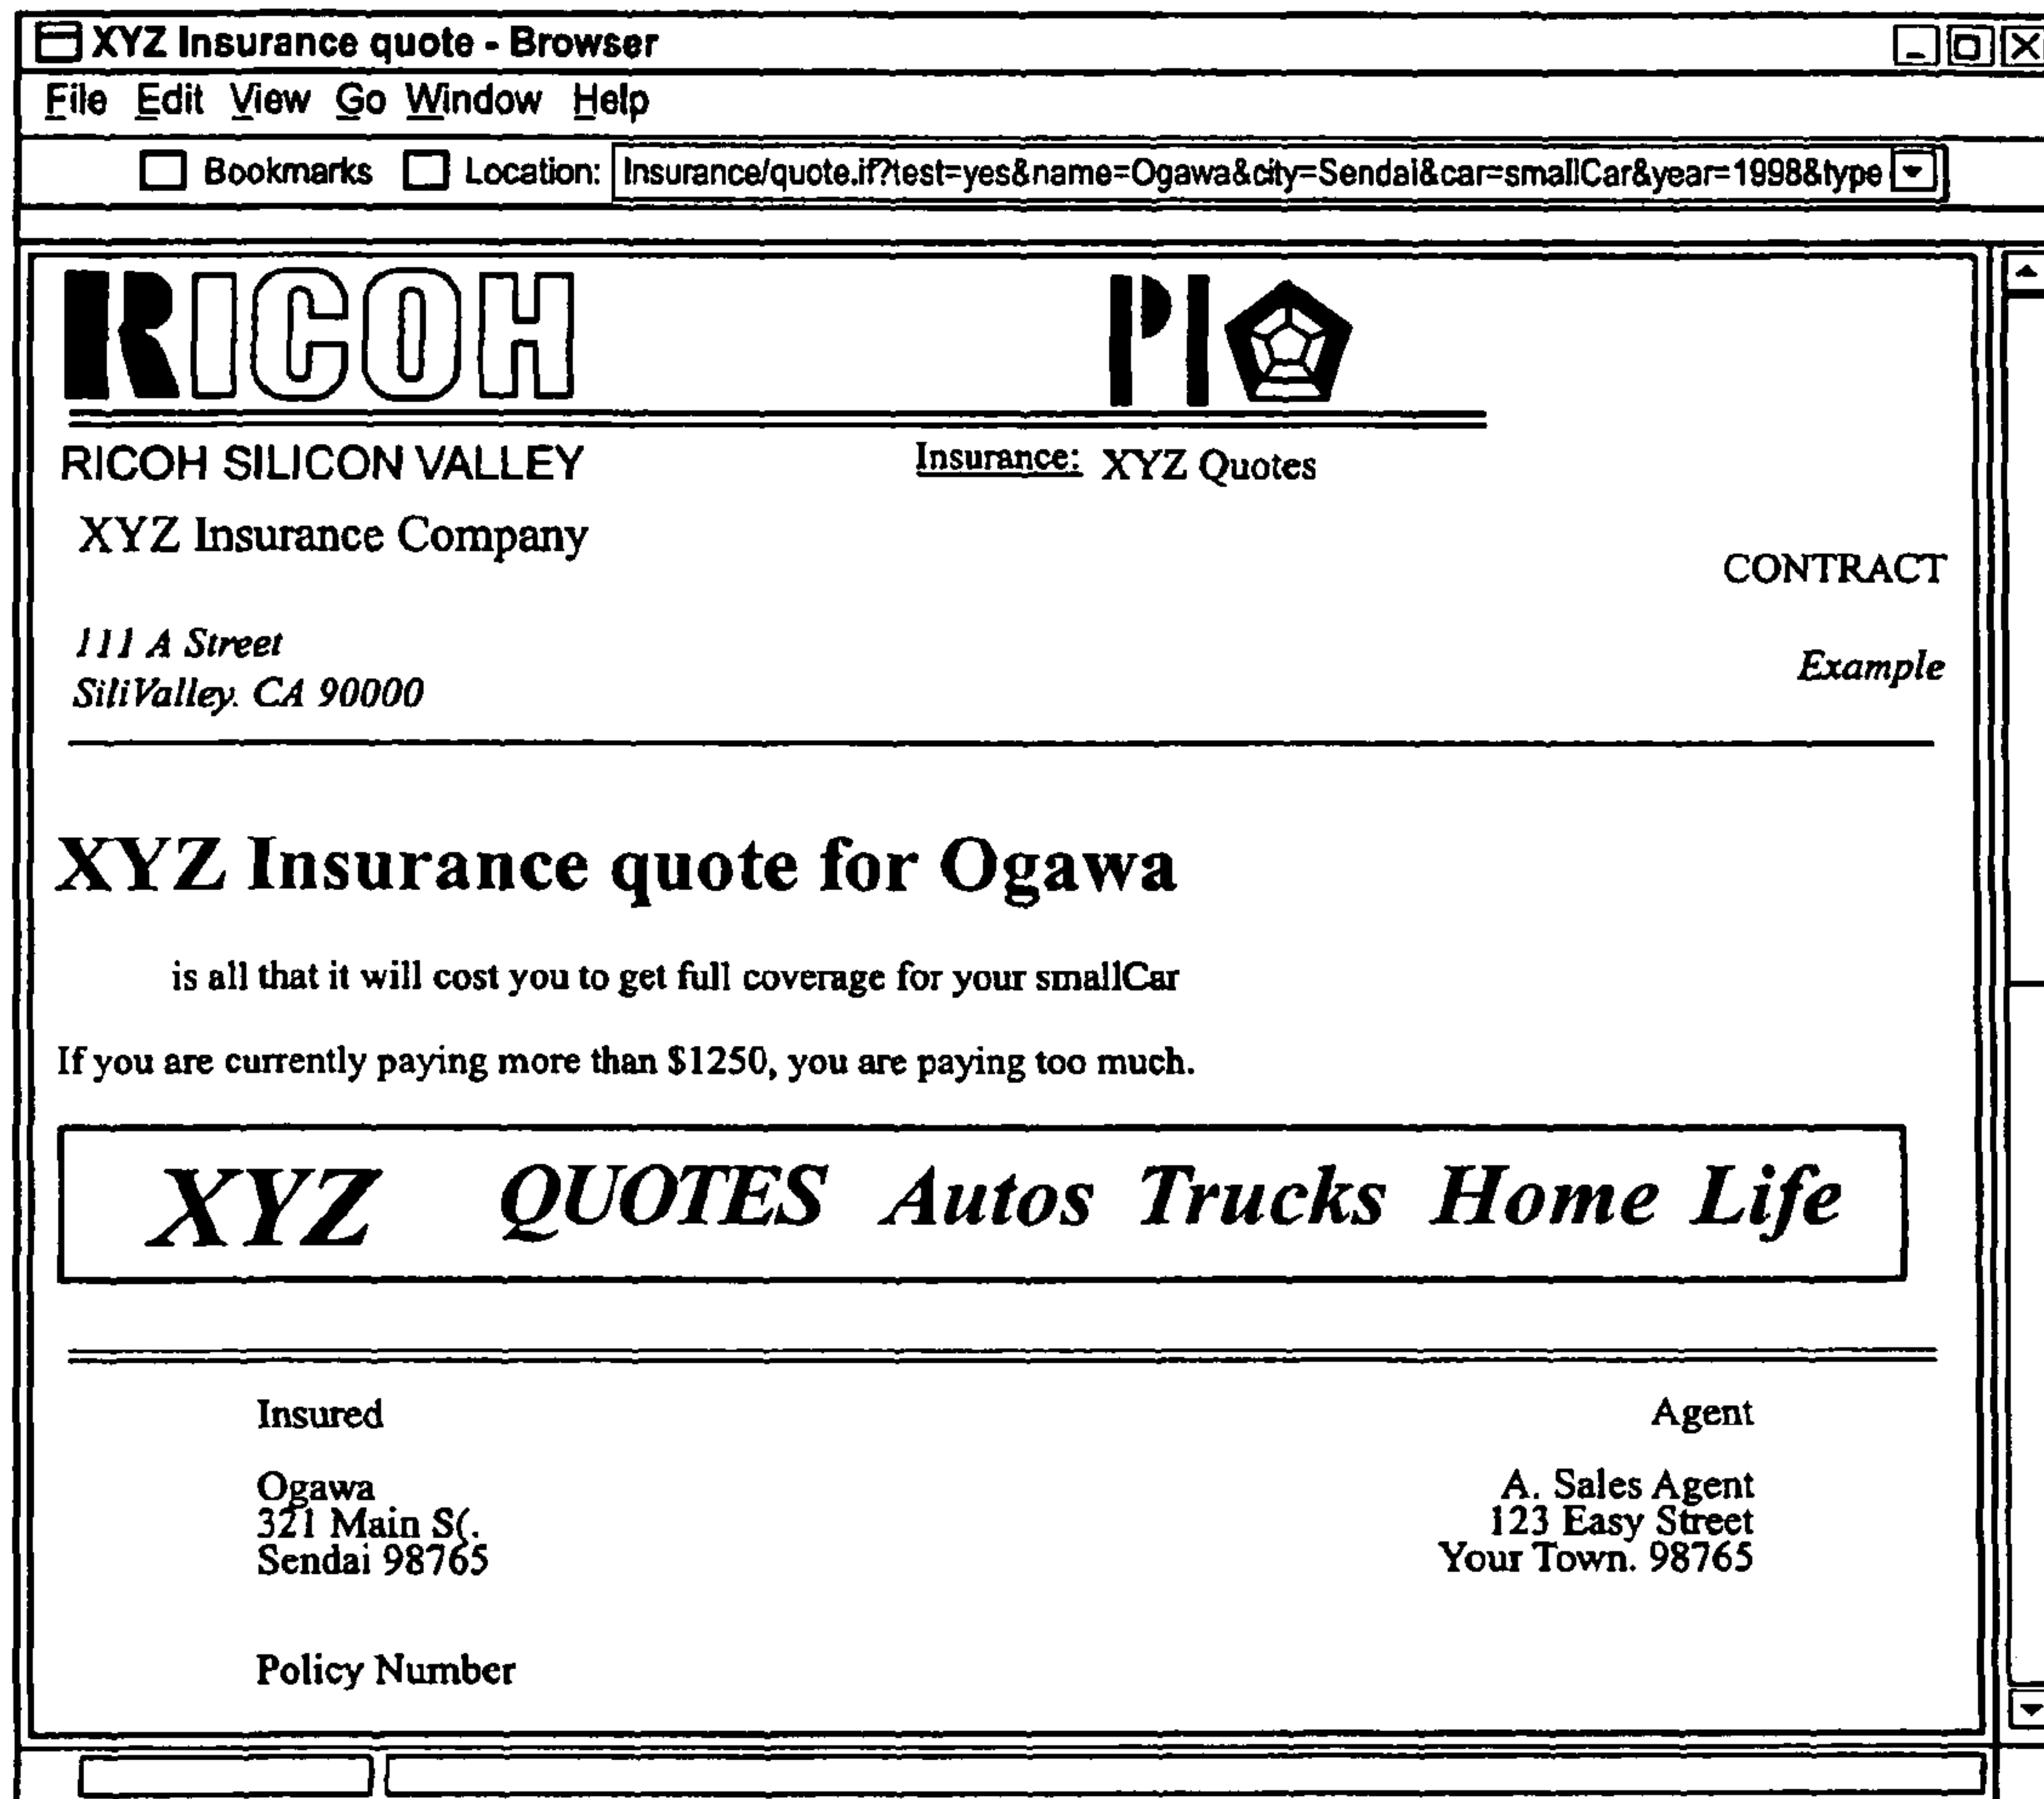 XYZ Insurance quote - Browser
File Edit View Go Window Help
Bookmarks Location: Insurance/quote.if?test=yes&name=Ogawa&city=Sendai&car=smallCar&year=1998&type
RICOH PIO
RICOH SILICON VALLEY Insurance: XYZ Quotes
XYZ Insurance Company
CONTRACT
111 A Street
Example
SiliValley. CA 90000
XYZ Insurance quote for Ogawa
is all that it will cost you to get full coverage for your smallCar
If you are currently paying more than $1250, you are paying too much.
XYZ QUOTES Autos Trucks Home Life
Insured Agent
Ogawa A. Sales Agent
321 Main S(. 123 Easy Street
Sendai 98765 Your Town. 98765
Policy Number